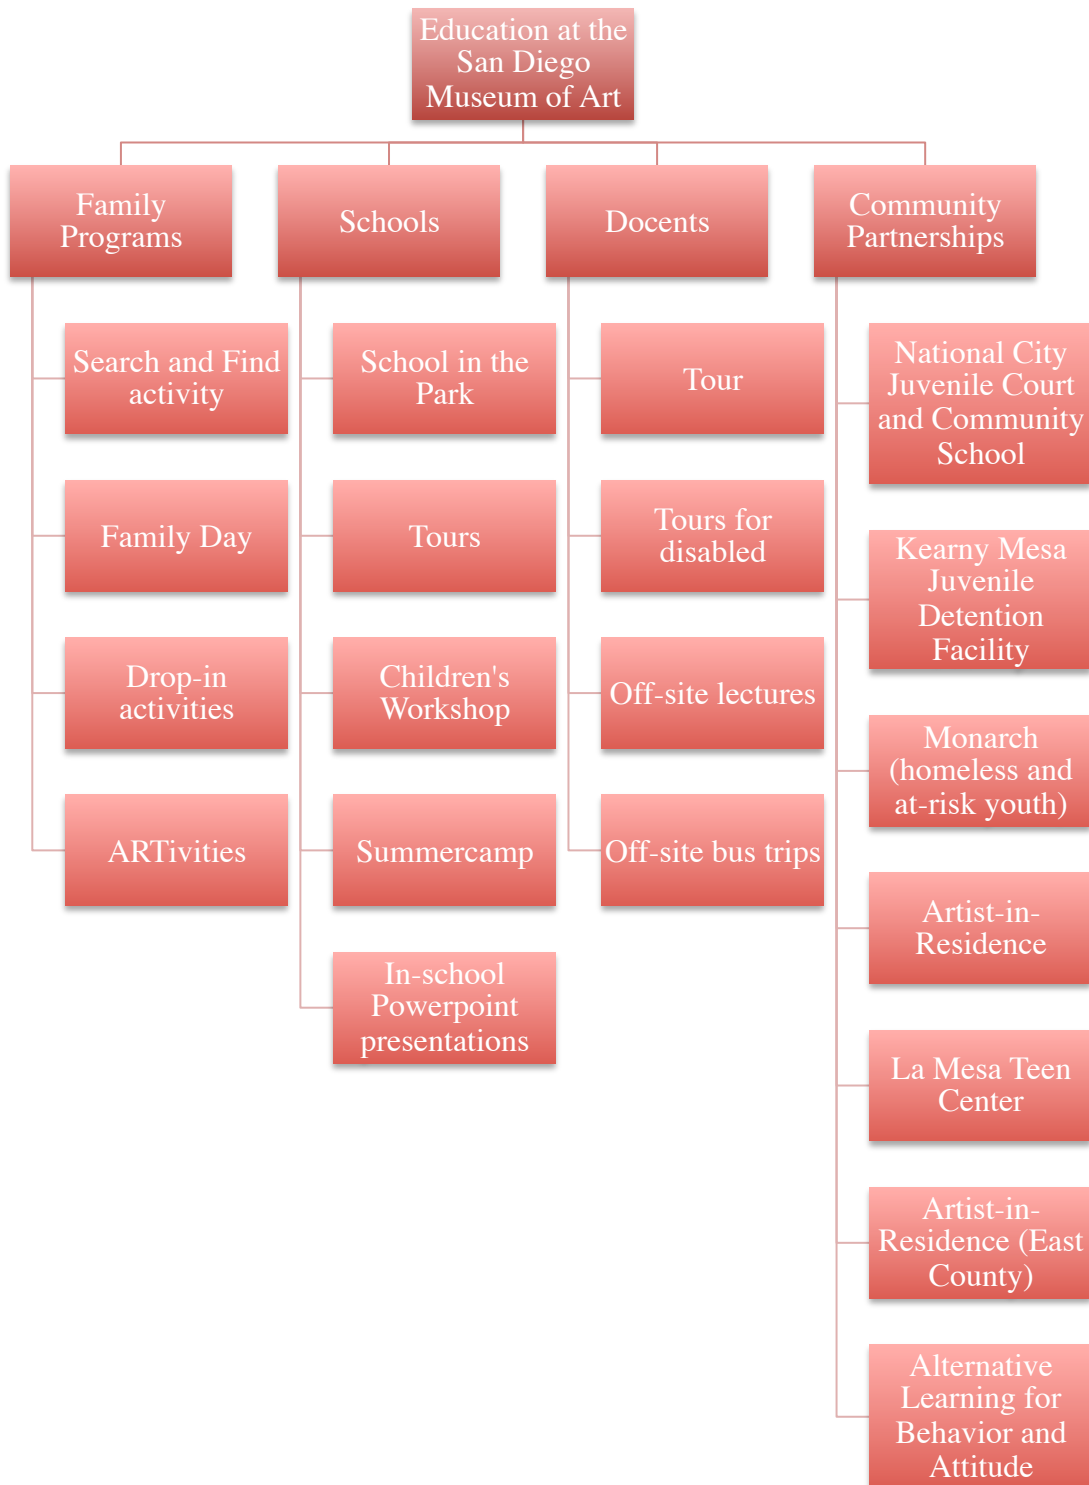 Education at the
San Diego
Museum of Art
Family
Programs
Search and Find
activity
Family Day
Drop-in
activities
ARTivities
Schools
School in the
Park
Tours
Children's
Workshop
Summercamp
In-school
Powerpoint
presentations
Docents
Tour
Tours for
disabled
Off-site lectures
Off-site bus trips
Community
Partnerships
National City
Juvenile Court
and Community
School
Kearny Mesa
Juvenile
Detention
Facility
Monarch
(homeless and
at-risk youth)
Artist-in-
Residence
La Mesa Teen
Center
Artist-in-
Residence (East
County)
Alternative
Learning for
Behavior and
Attitude